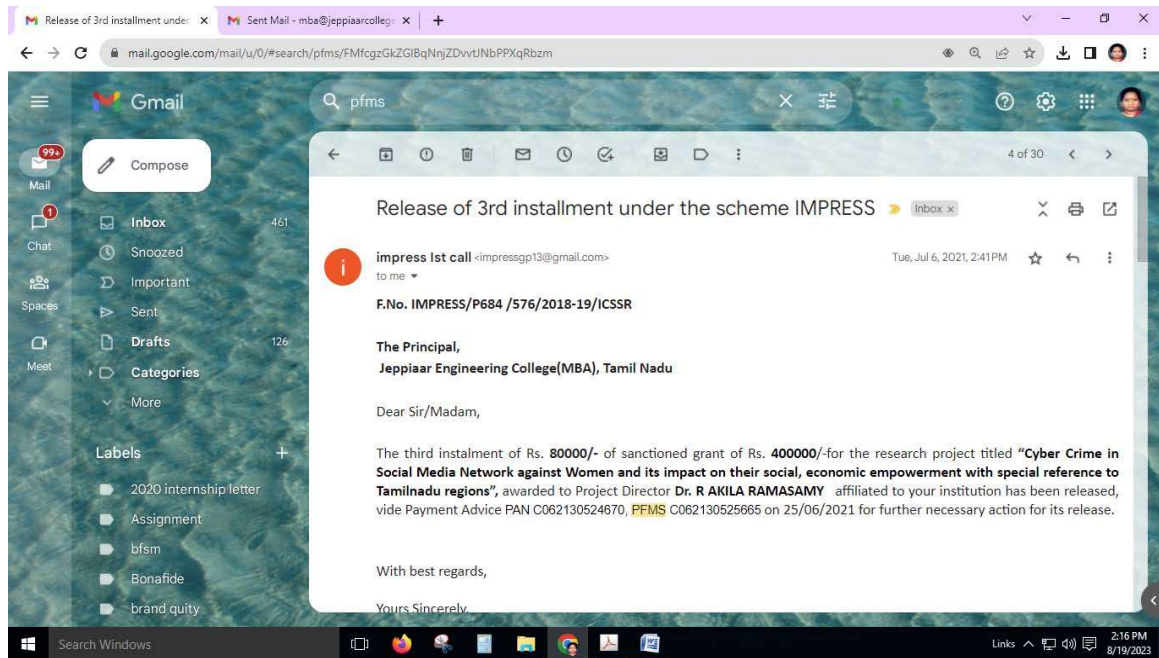 Release of 3rd installment under
Sent Mail - mba@jeppiaarcolleg
mail.google.com/mail/u/0/#search/pfms/FMfcgzGkZGlBqNnjZDvvtJNbPPXqRbzm
Gmail
pfms
99+
Mail
Compose
4 of 30
1
Chat
Spaces
Meet
Inbox 461
Snoozed
Important
Sent
Drafts 126
Categories
More
Labels
2020 internship letter
Assignment
bfsm
Bonafide
brand quity
Release of 3rd installment under the scheme IMPRESS Inbox x
i
impress Ist call <impressgp13@gmail.com> Tue, Jul 6, 2021, 2:41 PM
to me
F.No. IMPRESS/P684 /576/2018-19/ICSSR
The Principal,
Jeppiaar Engineering College(MBA), Tamil Nadu
Dear Sir/Madam,
The third instalment of Rs. 80000/- of sanctioned grant of Rs. 400000/-for the research project titled “Cyber Crime in
Social Media Network against Women and its impact on their social, economic empowerment with special reference to
Tamilnadu regions”, awarded to Project Director Dr. R AKILA RAMASAMY affiliated to your institution has been released,
vide Payment Advice PAN C062130524670, PFMS C062130525665 on 25/06/2021 for further necessary action for its release.
With best regards,
Yours Sincerely,
Search Windows
Links
2:16 PM
8/19/2023